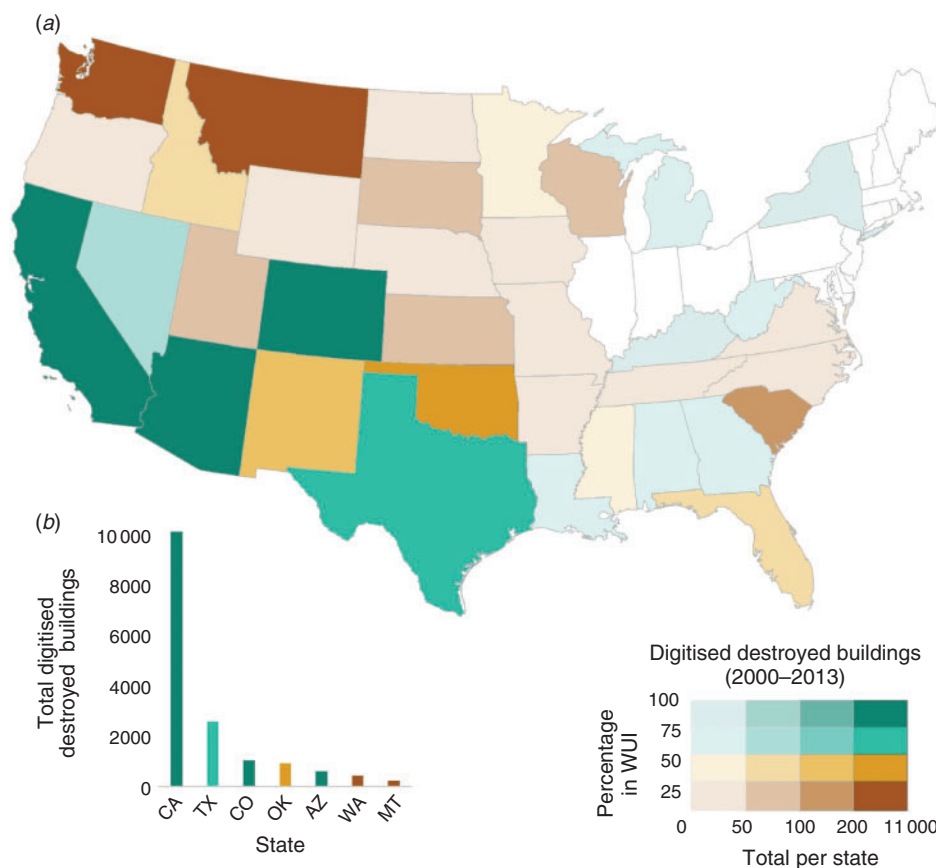 (a)
(b)
10 000
8000
6000
4000
2000
0
Total digitised
destroyed buildings
CA
TX
CO
OK
AZ
WA
MT
State
Digitised destroyed buildings
(2000–2013)
Percentage
in WUI
100
75
50
25
0
50
100
200
11 000
Total per state